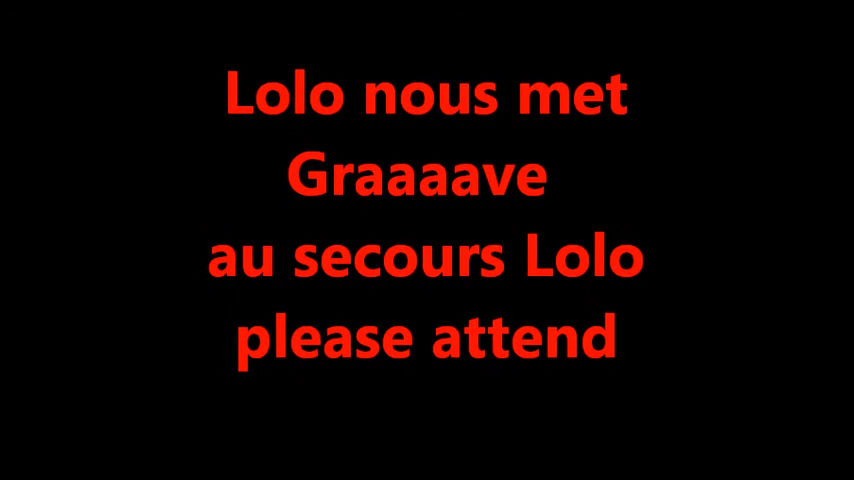 Lolo nous met
Graaaave
au secours Lolo
please attend